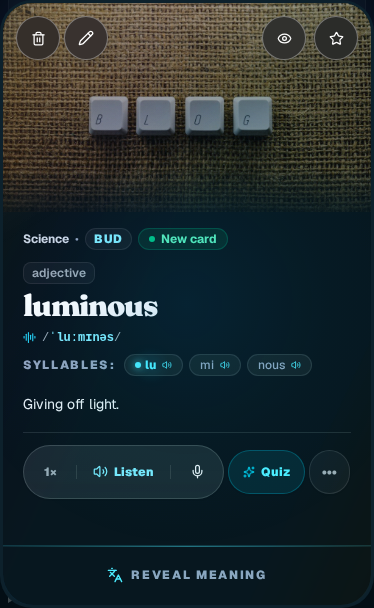 B L O G
Science • BUD New card
adjective
luminous
/ˈluːmɪnəs/
SYLLABLES: lu mi nous
Giving off light.
1× Listen Quiz
REVEAL MEANING